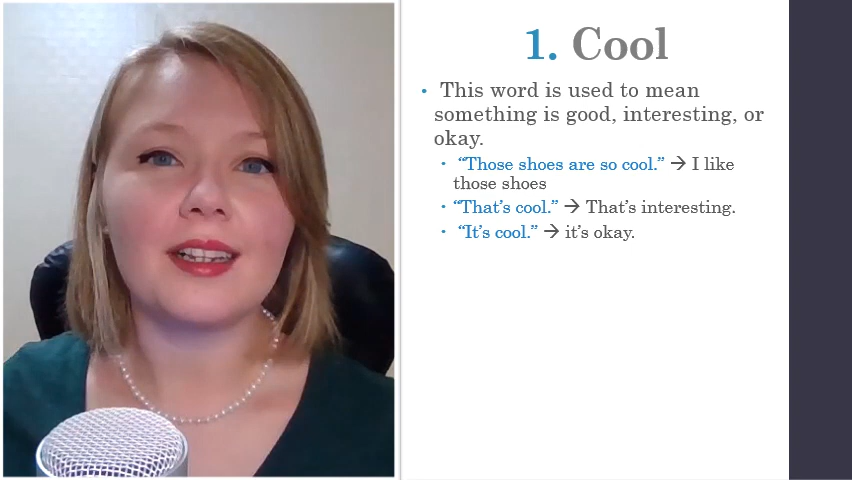 1. Cool
• This word is used to mean
something is good, interesting, or
okay.
• “Those shoes are so cool.” → I like
those shoes
• “That’s cool.” → That’s interesting.
• “It’s cool.” → it’s okay.